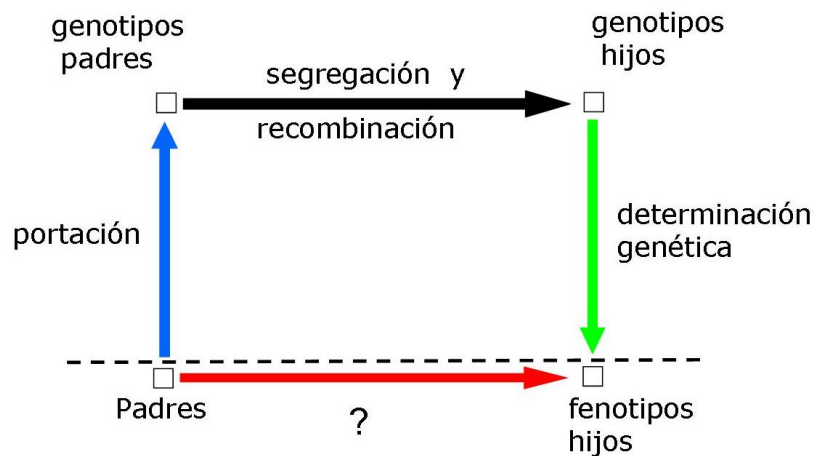 genotipos
padres
genotipos
hijos
segregación y
recombinación
portación
determinación
genética
Padres
?
fenotipos
hijos